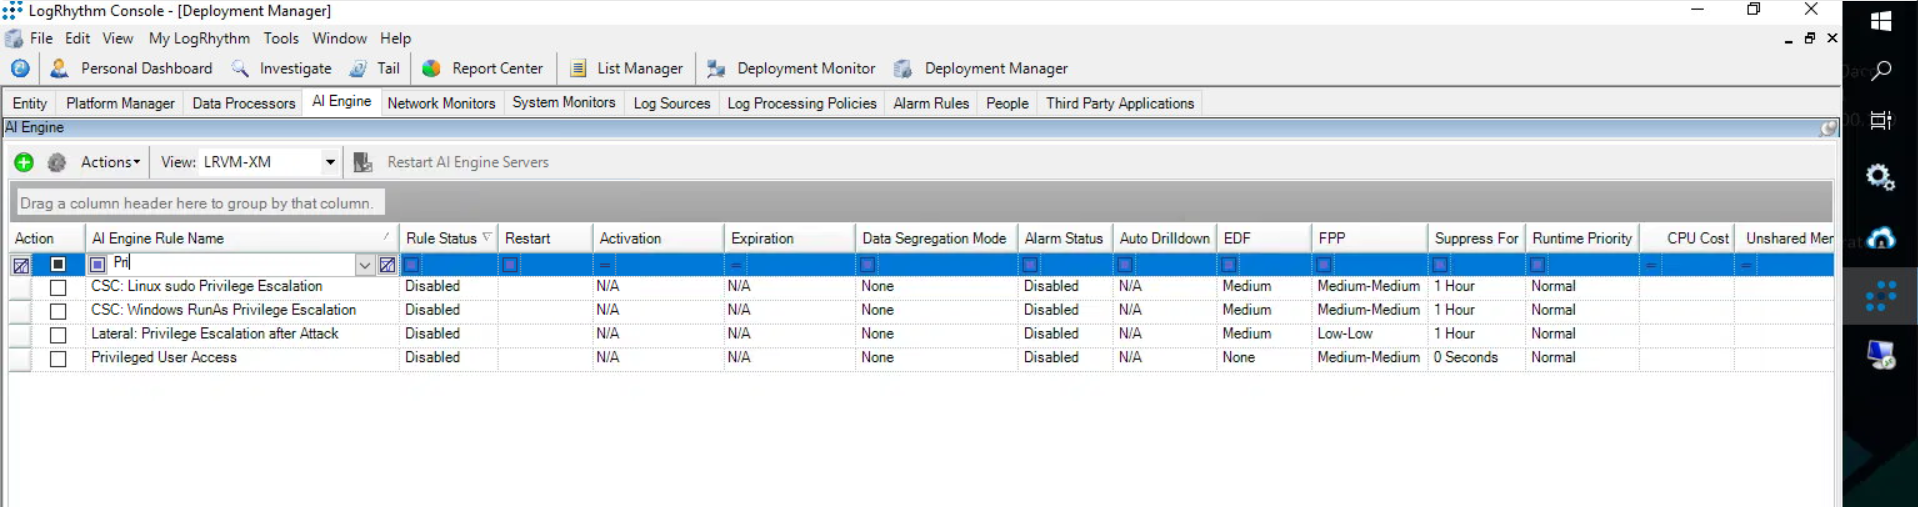 LogRhythm Console - [Deployment Manager]
File Edit View My LogRhythm Tools Window Help
Personal Dashboard Investigate Tail Report Center List Manager Deployment Monitor Deployment Manager
Entity Platform Manager Data Processors AI Engine Network Monitors System Monitors Log Sources Log Processing Policies Alarm Rules People Third Party Applications
AI Engine
Actions View: LRVM-XM Restart AI Engine Servers
Drag a column header here to group by that column.
Action AI Engine Rule Name Rule Status Restart Activation Expiration Data Segregation Mode Alarm Status Auto Drilldown EDF FPP Suppress For Runtime Priority CPU Cost Unshared Mer
Pri
CSC: Linux sudo Privilege Escalation Disabled N/A N/A None Disabled N/A Medium Medium-Medium 1 Hour Normal
CSC: Windows RunAs Privilege Escalation Disabled N/A N/A None Disabled N/A Medium Medium-Medium 1 Hour Normal
Lateral: Privilege Escalation after Attack Disabled N/A N/A None Disabled N/A Medium Low-Low 1 Hour Normal
Privileged User Access Disabled N/A N/A None Disabled N/A None Medium-Medium 0 Seconds Normal